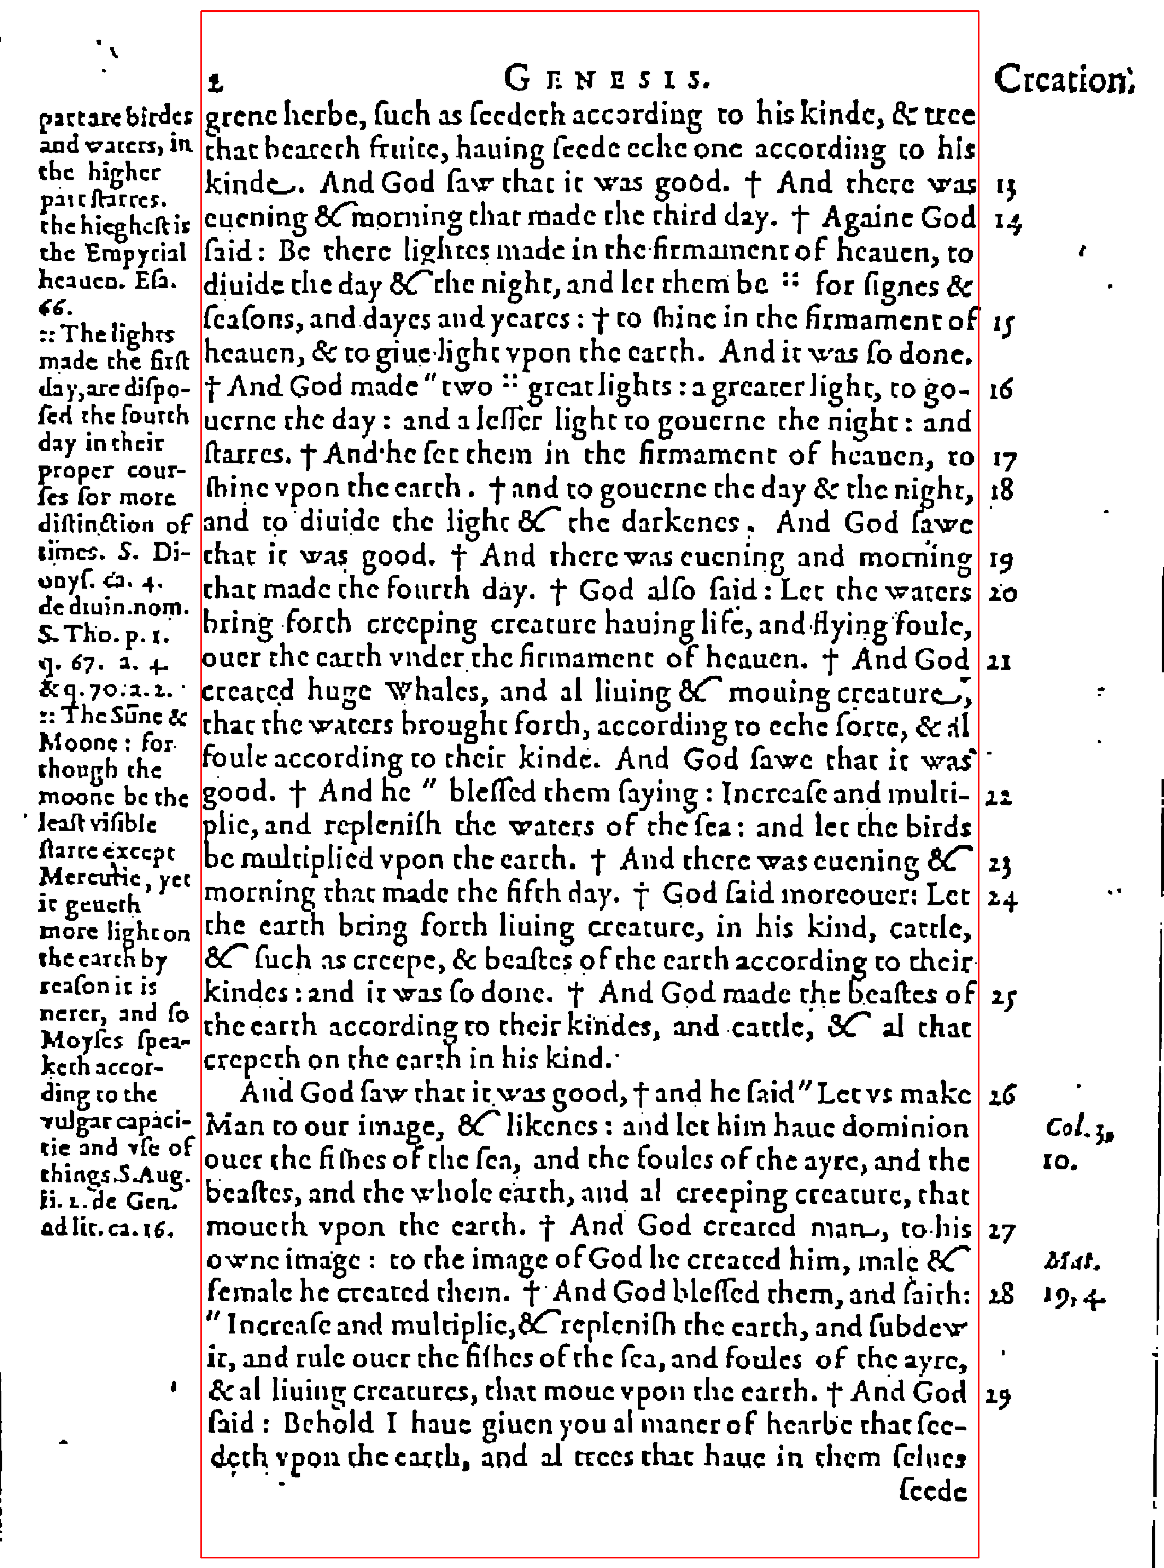 2 GENESIS. Creation.
partare birdes
and waters, in
the higher
part ſtarres.
the hiegheſt is
the Empyrial
heauen. Eſa.
66.
:: The lights
made the firſt
day, are diſpo-
ſed the fourth
day in their
proper cour-
ſes for more
diſtinction of
times. S. Di-
onyſ. ca. 4.
de diuin. nom.
S. Tho. p. 1.
q. 67. a. 4
& q. 70. a. 2.
:: The Sūne &
Moone: for
though the
moone be the
leaſt viſible
ſtarre except
Mercurie, yet
it geueth
more light on
the earth by
reaſon it is
nerer, and ſo
Moyſes ſpea-
keth accor-
ding to the
vulgar capaci-
tie and vſe of
things. S. Aug.
li. 2. de Gen.
ad lit. ca. 16.
grene herbe, ſuch as ſeedeth according to his kinde, & tree
that beareth fruite, hauing ſeede eche one according to his
kinde. And God ſaw that it was good. † And there was 13
euening & morning that made the third day. † Againe God 14
ſaid: Be there lightes made in the firmament of heauen, to
diuide the day & the night, and let them be :: for ſignes &
ſeaſons, and dayes and yeares: † to ſhine in the firmament of 15
heauen, & to giue light vpon the earth. And it was ſo done.
† And God made " two :: great lights: a greater light, to go- 16
uerne the day: and a leſſer light to gouerne the night: and
ſtarres. † And he ſet them in the firmament of heauen, to 17
ſhine vpon the earth. † and to gouerne the day & the night, 18
and to diuide the light & the darkenes. And God ſawe
that it was good. † And there was euening and morning 19
that made the fourth day. † God alſo ſaid: Let the waters 20
bring forth creeping creature hauing life, and flying foule,
ouer the earth vnder the firmament of heauen. † And God 21
created huge Whales, and al liuing & mouing creature,
that the waters brought forth, according to eche ſorte, & al
foule according to their kinde. And God ſawe that it was
good. † And he " bleſſed them ſaying: Increaſe and multi- 22
plie, and repleniſh the waters of the ſea: and let the birds
be multiplied vpon the earth. † And there was euening & 23
morning that made the fifth day. † God ſaid moreouer: Let 24
the earth bring forth liuing creature, in his kind, cattle,
& ſuch as creepe, & beaſtes of the earth according to their
kindes: and it was ſo done. † And God made the beaſtes of 25
the earth according to their kindes, and cattle, & al that
crepeth on the earth in his kind.
And God ſaw that it was good, † and he ſaid " Let vs make 26
Man to our image, & likenes: and let him haue dominion Col. 3,
ouer the fiſhes of the ſea, and the foules of the ayre, and the 10.
beaſtes, and the whole earth, and al creeping creature, that
moueth vpon the earth. † And God created man, to his 27
owne image: to the image of God he created him, male & Mat.
female he created them. † And God bleſſed them, and ſaith: 28 19, 4.
" Increaſe and multiplie, & repleniſh the earth, and ſubdew
it, and rule ouer the fiſhes of the ſea, and foules of the ayre,
& al liuing creatures, that moue vpon the earth. † And God 29
ſaid: Behold I haue giuen you al maner of hearbe that ſee-
deth vpon the earth, and al trees that haue in them ſelues
ſeede